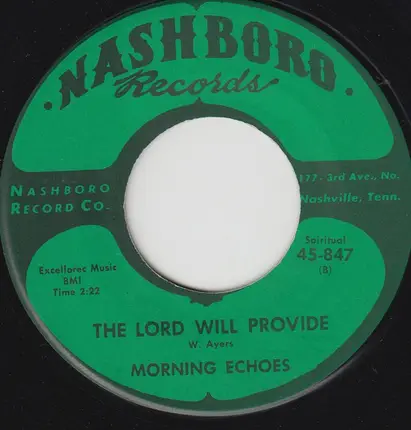 NASHBORO
Records
NASHBORO
RECORD CO.
177-3rd Ave., No.
Nashville, Tenn.
Spiritual
45-847
(B)
Excellorec Music
BMI
Time 2:22
THE LORD WILL PROVIDE
W. Ayers
MORNING ECHOES